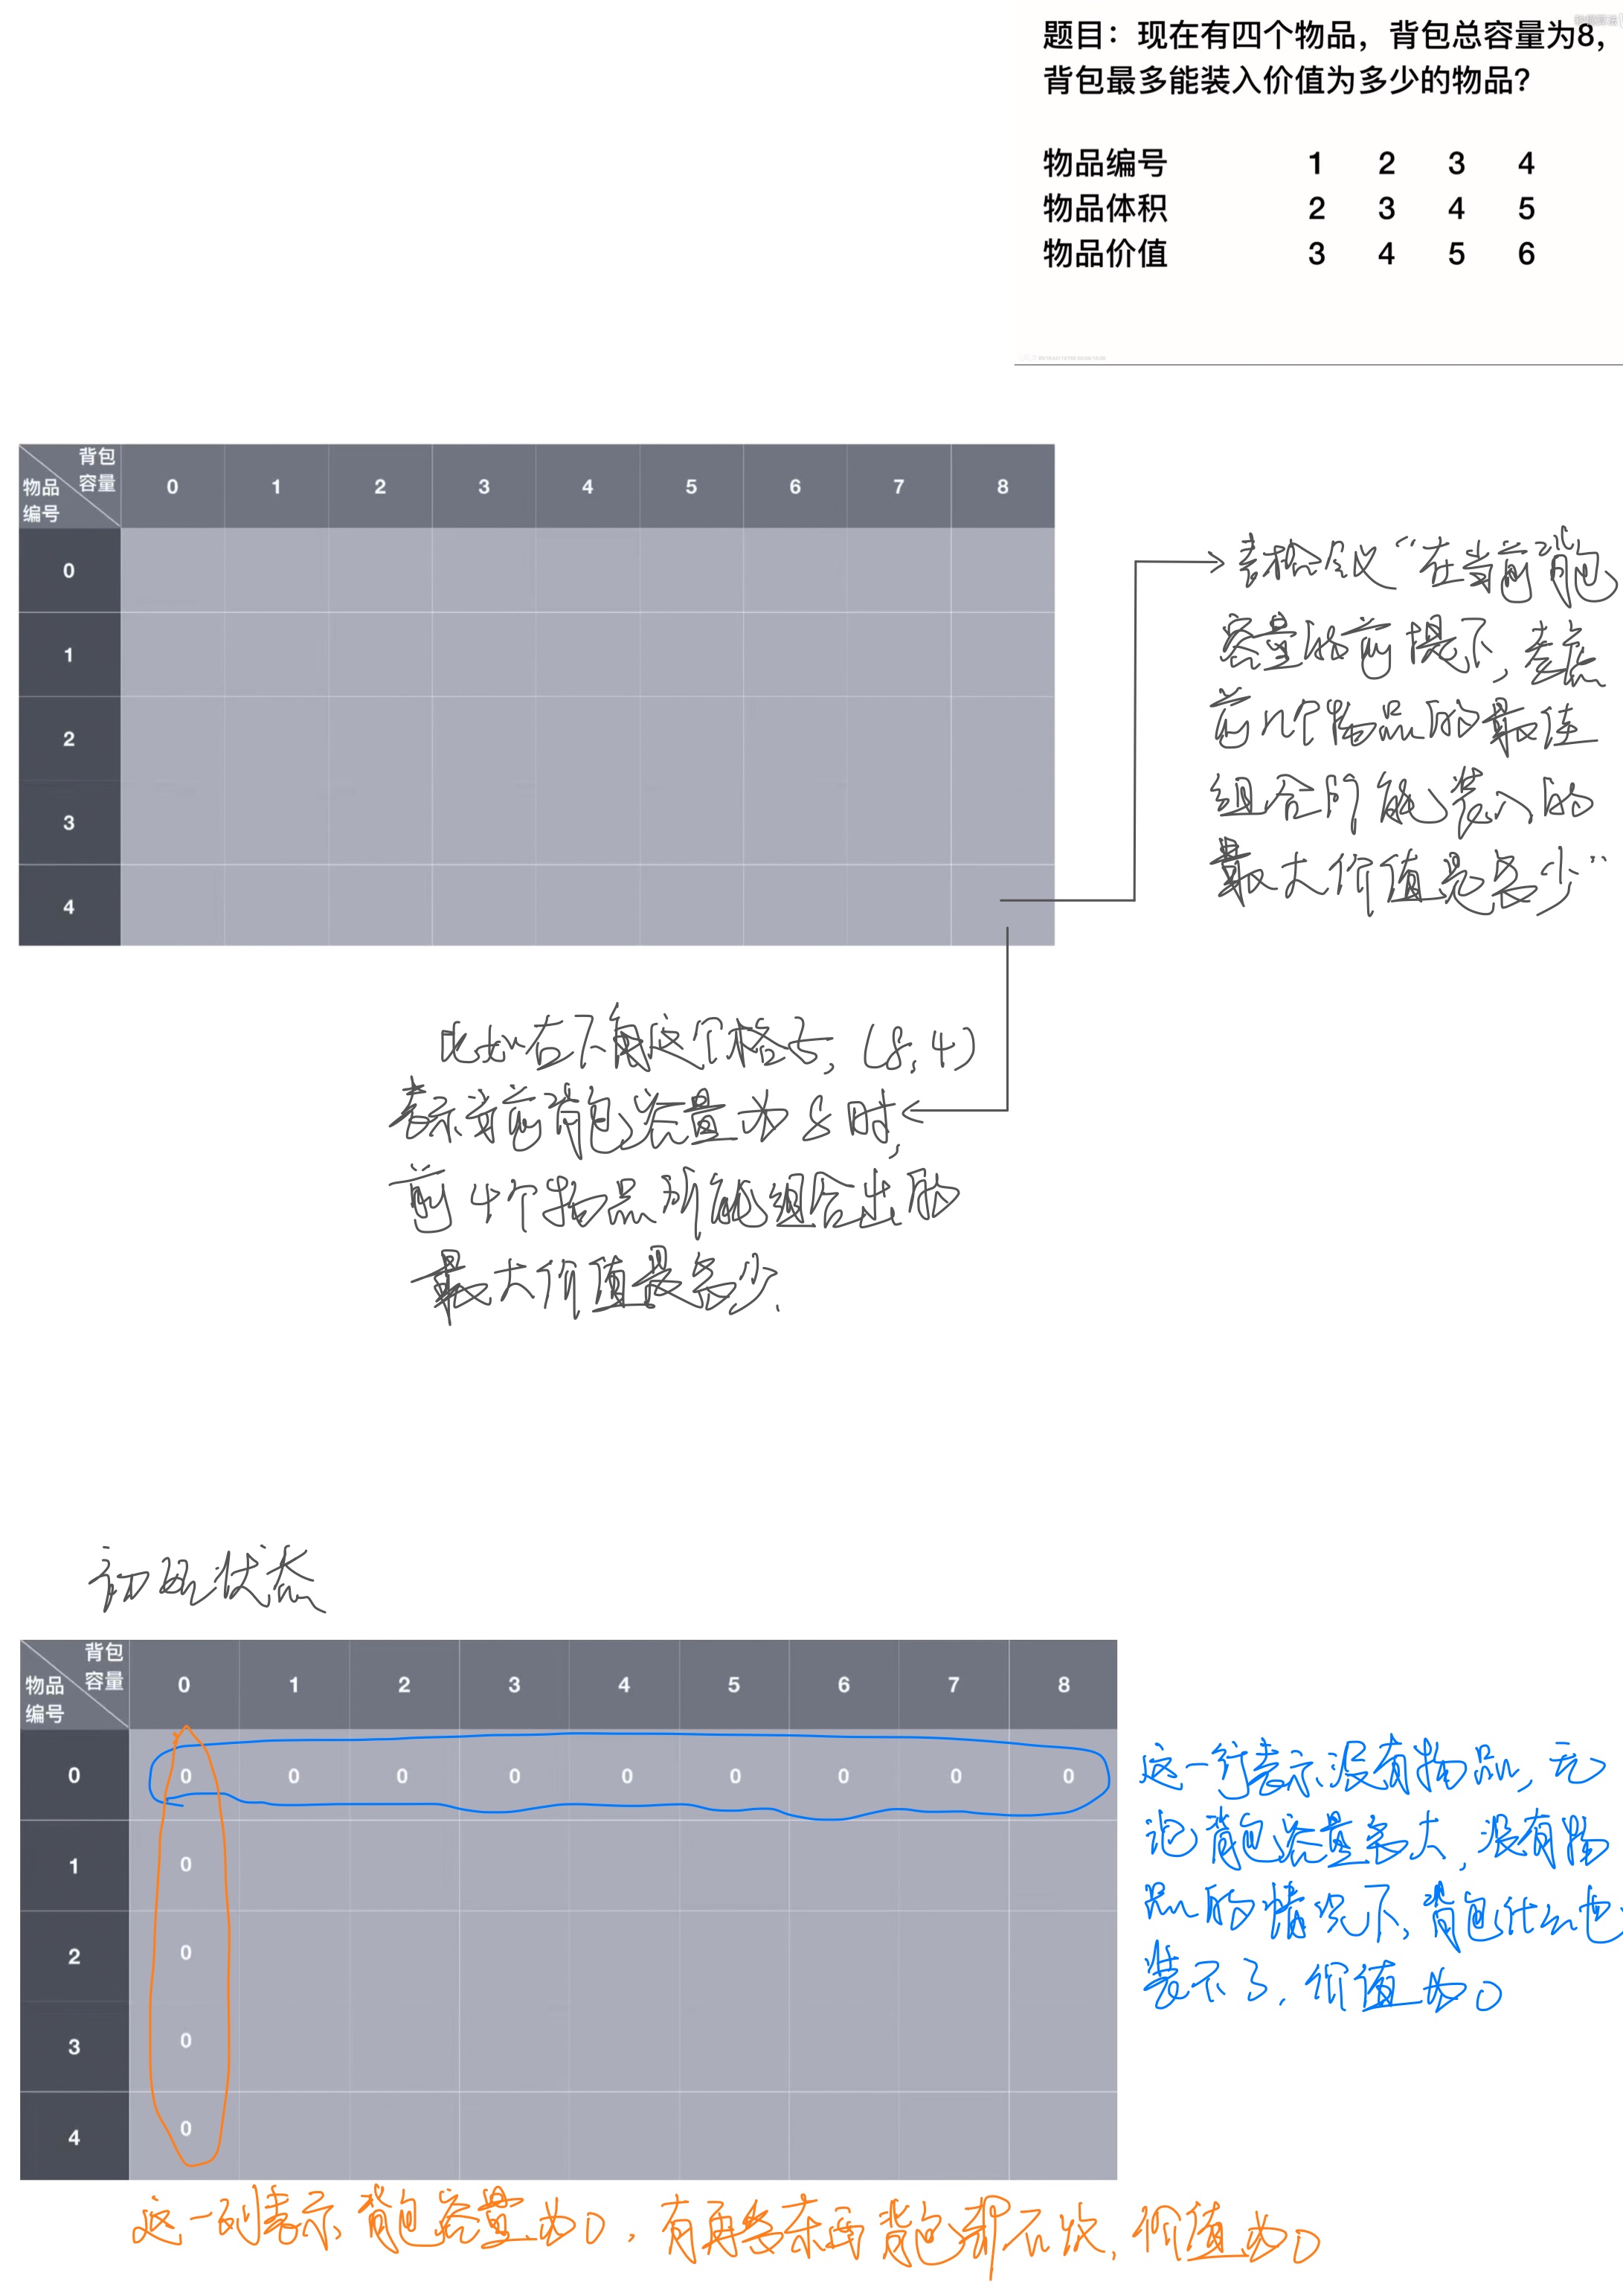 题目：现在有四个物品，背包总容量为8，
背包最多能装入价值为多少的物品？
物品编号 1 2 3 4
物品体积 2 3 4 5
物品价值 3 4 5 6
背包
容量
物品
编号
0 1 2 3 4 5 6 7 8
0
1
2
3
4
表格含义“在当前背包
容量的前提下，考虑
前几个物品的最佳
组合所能装入的
最大价值是多少”
比如右下角这个格子，(8,4)
表示当前背包容量为8时，
前4个物品所能组合出的
最大价值是多少.
初始状态
背包
容量
物品
编号
0 1 2 3 4 5 6 7 8
0 0 0 0 0 0 0 0 0 0
1 0
2 0
3 0
4 0
这一行表示没有物品，无
论背包容量多大，没有物
品的情况下，背包什么也
装不了，价值为0
这一列表示背包容量为0，有再多东西背包都不收，价值为0